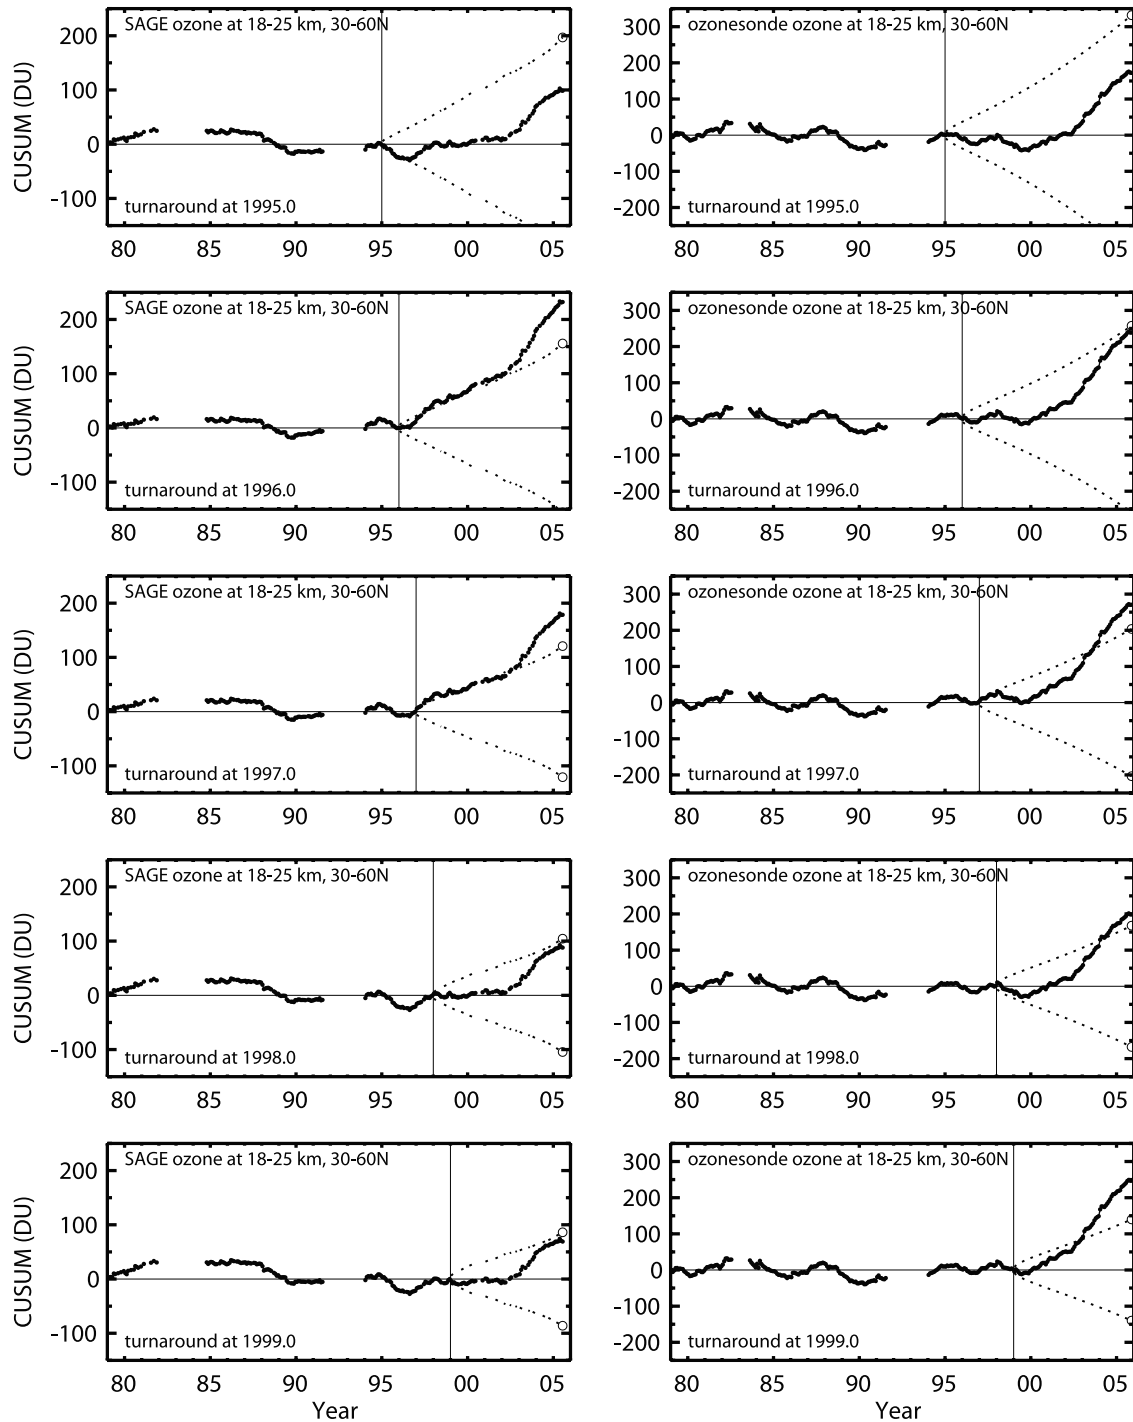 SAGE ozone at 18-25 km, 30-60N
200
100
0
-100
CUSUM (DU)
turnaround at 1995.0
80 85 90 95 00 05
ozonesonde ozone at 18-25 km, 30-60N
300
200
100
0
-100
-200
turnaround at 1995.0
80 85 90 95 00 05
SAGE ozone at 18-25 km, 30-60N
200
100
0
-100
CUSUM (DU)
turnaround at 1996.0
80 85 90 95 00 05
ozonesonde ozone at 18-25 km, 30-60N
300
200
100
0
-100
-200
turnaround at 1996.0
80 85 90 95 00 05
SAGE ozone at 18-25 km, 30-60N
200
100
0
-100
CUSUM (DU)
turnaround at 1997.0
80 85 90 95 00 05
ozonesonde ozone at 18-25 km, 30-60N
300
200
100
0
-100
-200
turnaround at 1997.0
80 85 90 95 00 05
SAGE ozone at 18-25 km, 30-60N
200
100
0
-100
CUSUM (DU)
turnaround at 1998.0
80 85 90 95 00 05
ozonesonde ozone at 18-25 km, 30-60N
300
200
100
0
-100
-200
turnaround at 1998.0
80 85 90 95 00 05
SAGE ozone at 18-25 km, 30-60N
200
100
0
-100
CUSUM (DU)
turnaround at 1999.0
80 85 90 95 00 05
Year
ozonesonde ozone at 18-25 km, 30-60N
300
200
100
0
-100
-200
turnaround at 1999.0
80 85 90 95 00 05
Year